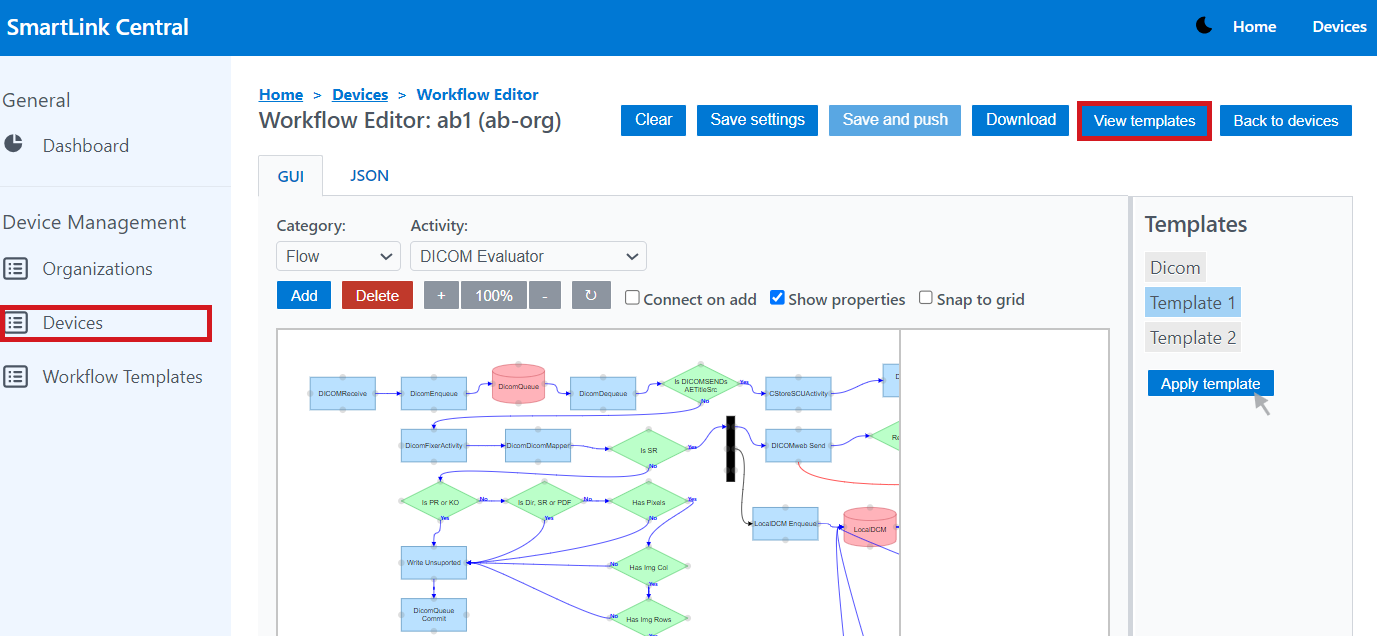 SmartLink Central
Home Devices
General
Dashboard
Device Management
Organizations
Devices
Workflow Templates
Home > Devices > Workflow Editor
Workflow Editor: ab1 (ab-org)
Clear Save settings Save and push Download View templates Back to devices
GUI JSON
Category: Activity:
Flow DICOM Evaluator
Add Delete + 100% - ↻ Connect on add Show properties Snap to grid
Templates
Dicom
Template 1
Template 2
Apply template
DICOMReceive
DicomEnqueue
DicomQueue
DicomDequeue
Is DICOMSENDs
AETitleSrc
Yes
No
CStoreSCUActivity
D
DicomFixerActivity
DicomDicomMapper
Is SR
Yes
No
DICOMweb Send
Re
Is PR or KO
No
Yes
Is Dir, SR or PDF
No
Yes
Has Pixels
Yes
No
LocalDCM Enqueue
LocalDCM
Write Unsuported
Has Img Col
No
Yes
DicomQueue
Commit
Has Img Rows
No
Yes